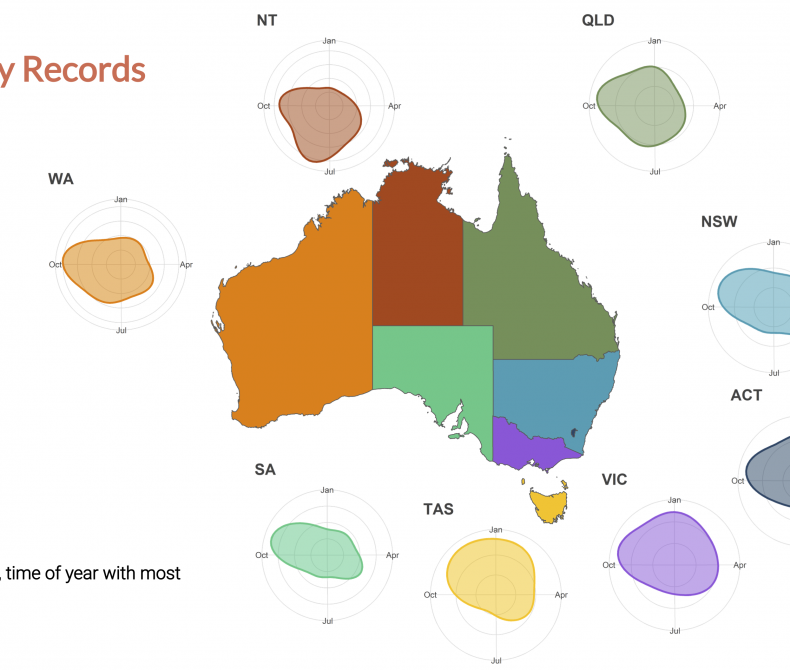 y Records
NT
Jan
Apr
Jul
Oct
QLD
Jan
Apr
Jul
Oct
WA
Jan
Apr
Jul
Oct
NSW
Jan
Jul
Oct
ACT
Oct
SA
Jan
Apr
Jul
Oct
TAS
Jan
Apr
Jul
Oct
VIC
Jan
Apr
Jul
Oct
, time of year with most